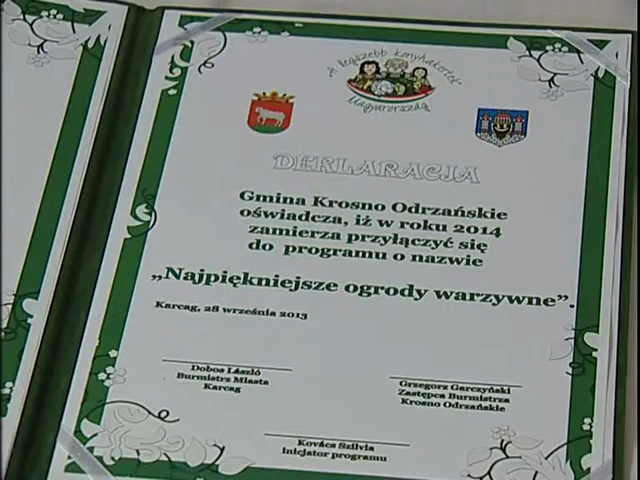 "A legszebb konyhakertek"
Magyarország
DEKLARACJA
Gmina Krosno Odrzańskie
oświadcza, iż w roku 2014
zamierza przyłączyć się
do programu o nazwie
„Najpiękniejsze ogrody warzywne”.
Karcag, 28 września 2013
Dobos László
Burmistrz Miasta
Karcag
Grzegorz Garczyński
Zastępca Burmistrza
Krosno Odrzańskie
Kovács Szilvia
inicjator programu